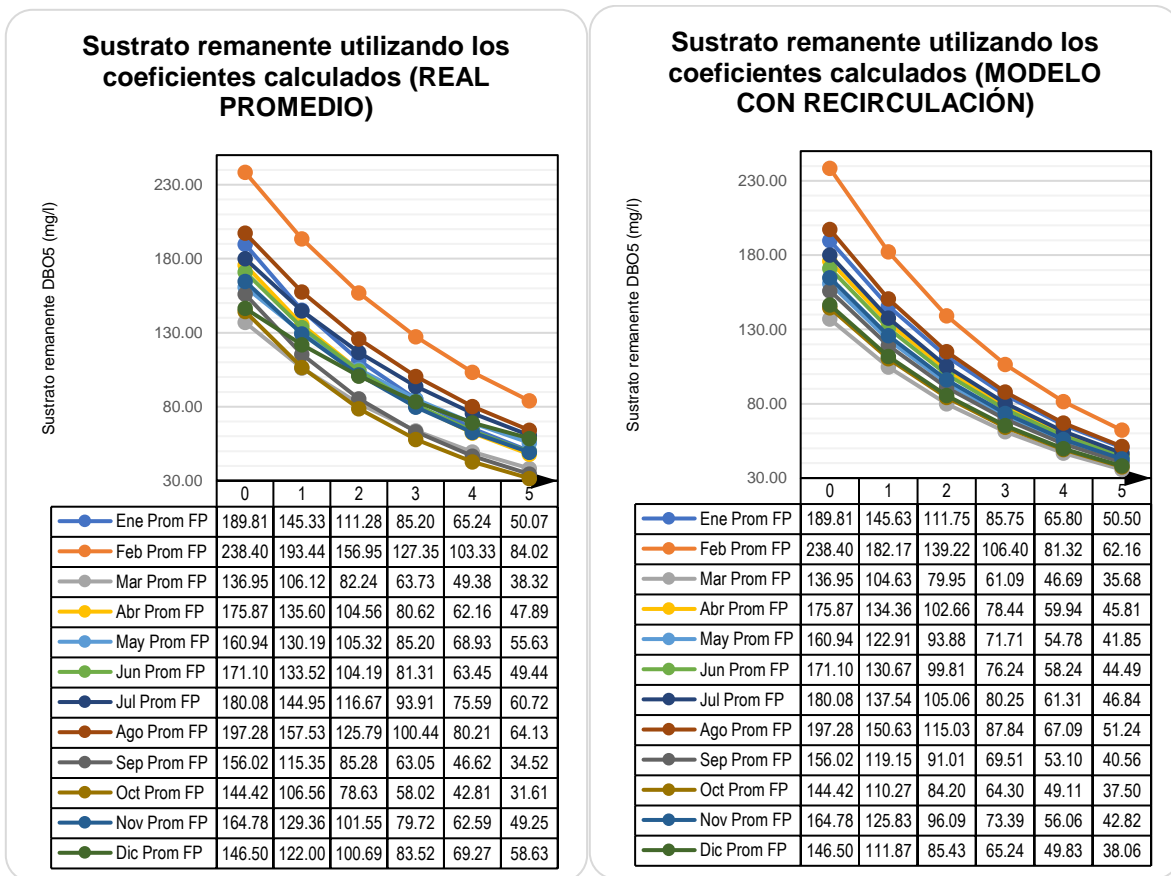 Sustrato remanente utilizando los
coeficientes calculados (REAL
PROMEDIO)
Sustrato remanente DBO5 (mg/l)
230.00
180.00
130.00
80.00
30.00
0 1 2 3 4 5
Ene Prom FP 189.81 145.33 111.28 85.20 65.24 50.07
Feb Prom FP 238.40 193.44 156.95 127.35 103.33 84.02
Mar Prom FP 136.95 106.12 82.24 63.73 49.38 38.32
Abr Prom FP 175.87 135.60 104.56 80.62 62.16 47.89
May Prom FP 160.94 130.19 105.32 85.20 68.93 55.63
Jun Prom FP 171.10 133.52 104.19 81.31 63.45 49.44
Jul Prom FP 180.08 144.95 116.67 93.91 75.59 60.72
Ago Prom FP 197.28 157.53 125.79 100.44 80.21 64.13
Sep Prom FP 156.02 115.35 85.28 63.05 46.62 34.52
Oct Prom FP 144.42 106.56 78.63 58.02 42.81 31.61
Nov Prom FP 164.78 129.36 101.55 79.72 62.59 49.25
Dic Prom FP 146.50 122.00 100.69 83.52 69.27 58.63
Sustrato remanente utilizando los
coeficientes calculados (MODELO
CON RECIRCULACIÓN)
Sustrato remanente DBO5 (mg/l)
230.00
180.00
130.00
80.00
30.00
0 1 2 3 4 5
Ene Prom FP 189.81 145.63 111.75 85.75 65.80 50.50
Feb Prom FP 238.40 182.17 139.22 106.40 81.32 62.16
Mar Prom FP 136.95 104.63 79.95 61.09 46.69 35.68
Abr Prom FP 175.87 134.36 102.66 78.44 59.94 45.81
May Prom FP 160.94 122.91 93.88 71.71 54.78 41.85
Jun Prom FP 171.10 130.67 99.81 76.24 58.24 44.49
Jul Prom FP 180.08 137.54 105.06 80.25 61.31 46.84
Ago Prom FP 197.28 150.63 115.03 87.84 67.09 51.24
Sep Prom FP 156.02 119.15 91.01 69.51 53.10 40.56
Oct Prom FP 144.42 110.27 84.20 64.30 49.11 37.50
Nov Prom FP 164.78 125.83 96.09 73.39 56.06 42.82
Dic Prom FP 146.50 111.87 85.43 65.24 49.83 38.06